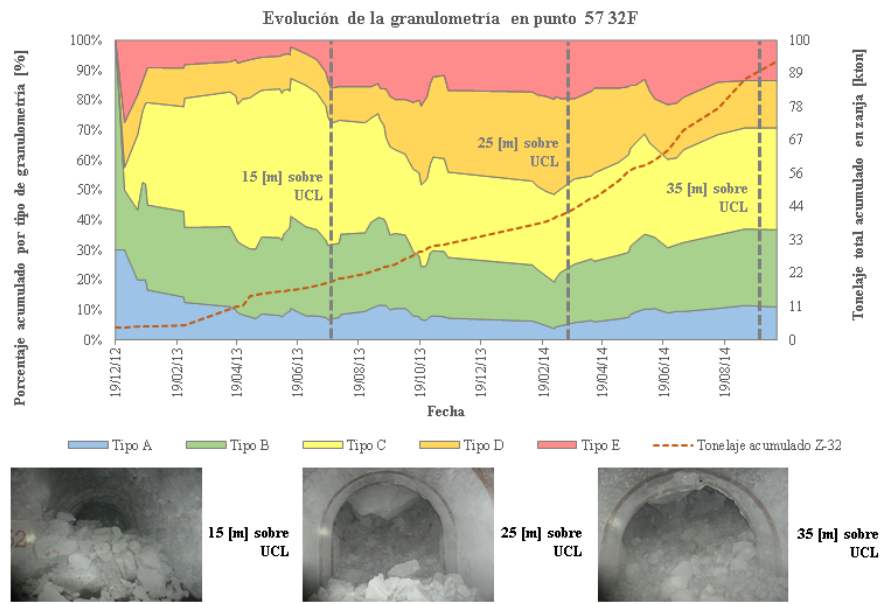 Evolución de la granulometría en punto 57 32F
Porcentaje acumulado por tipo de granulometría [%]
100%
90%
80%
70%
60%
50%
40%
30%
20%
10%
0%
15 [m] sobre
UCL
25 [m] sobre
UCL
35 [m] sobre
UCL
100
89
78
67
56
44
33
22
11
0
Tonelaje total acumulado en zanja [kton]
19/12/12
19/02/13
19/04/13
19/06/13
19/08/13
19/10/13
19/12/13
19/02/14
19/04/14
19/06/14
19/08/14
Fecha
Tipo A
Tipo B
Tipo C
Tipo D
Tipo E
Tonelaje acumulado Z-32
15 [m] sobre
UCL
25 [m] sobre
UCL
35 [m] sobre
UCL